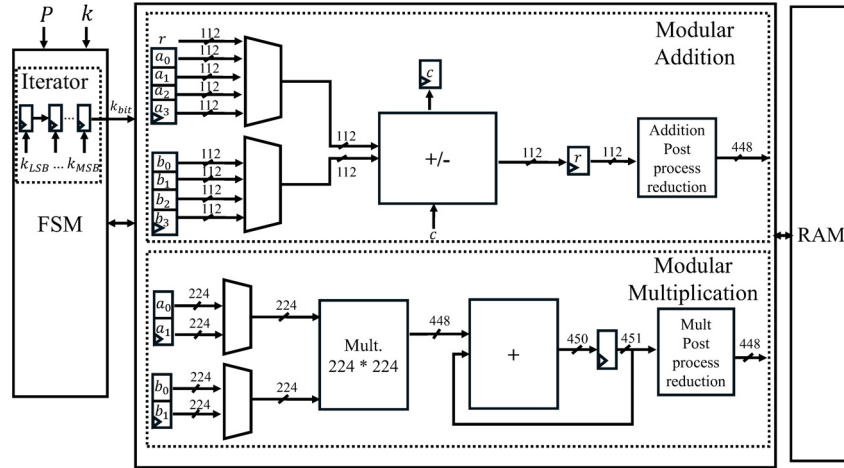 P k
Iterator
k_bit
k_LSB ... k_MSB
FSM
Modular
Addition
r 112
a_0 112
a_1 112
a_2 112
a_3 112
b_0 112
b_1 112
b_2 112
b_3 112
112
112
c
+/-
c
112
r
112
Addition
Post
process
reduction
448
RAM
Modular
Multiplication
a_0 224
a_1 224
224
b_0 224
b_1 224
224
Mult.
224 * 224
448
+
450
451
Mult
Post
process
reduction
448